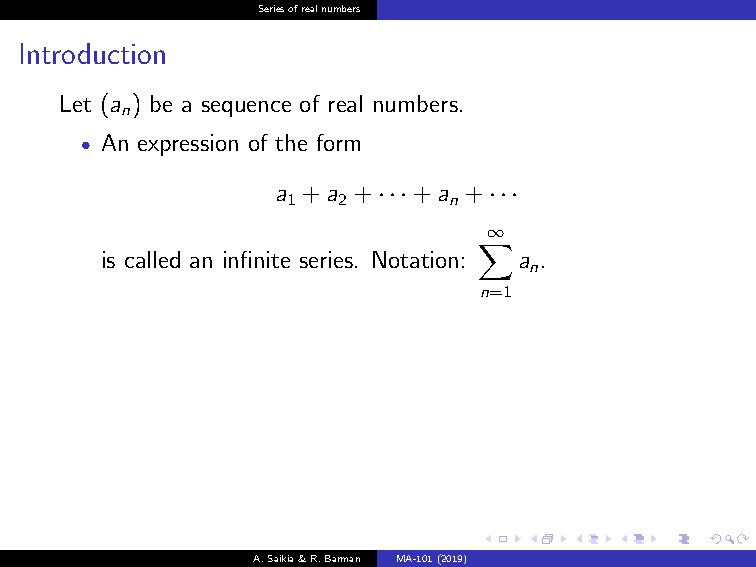 Series of real numbers
Introduction
Let (aₙ) be a sequence of real numbers.
• An expression of the form
a₁ + a₂ + ··· + aₙ + ···
is called an infinite series. Notation: ∑_{n=1}^{∞} aₙ.
A. Saikia & R. Barman MA-101 (2019)